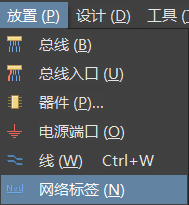 放置 (P) 设计 (D) 工具 (
总线 (B)
总线入口 (U)
器件 (P)...
电源端口 (O)
线 (W) Ctrl+W
网络标签 (N)